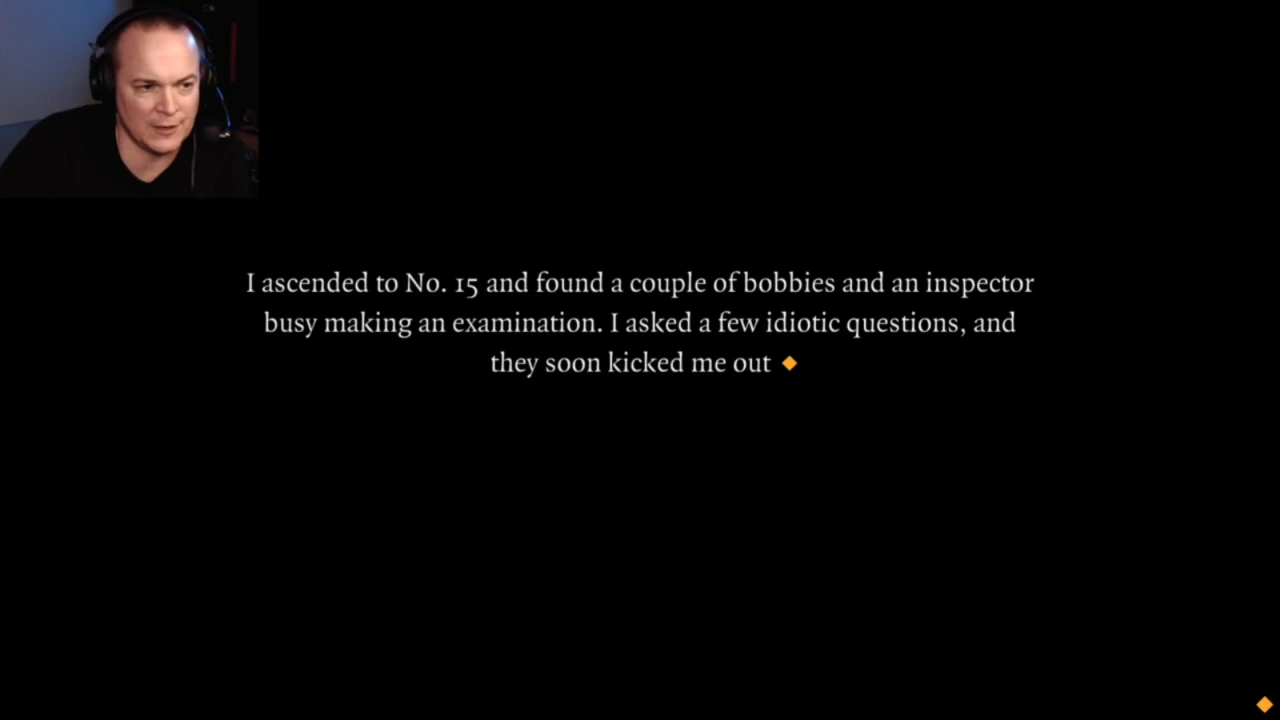 I ascended to No. 15 and found a couple of bobbies and an inspector
busy making an examination. I asked a few idiotic questions, and
they soon kicked me out